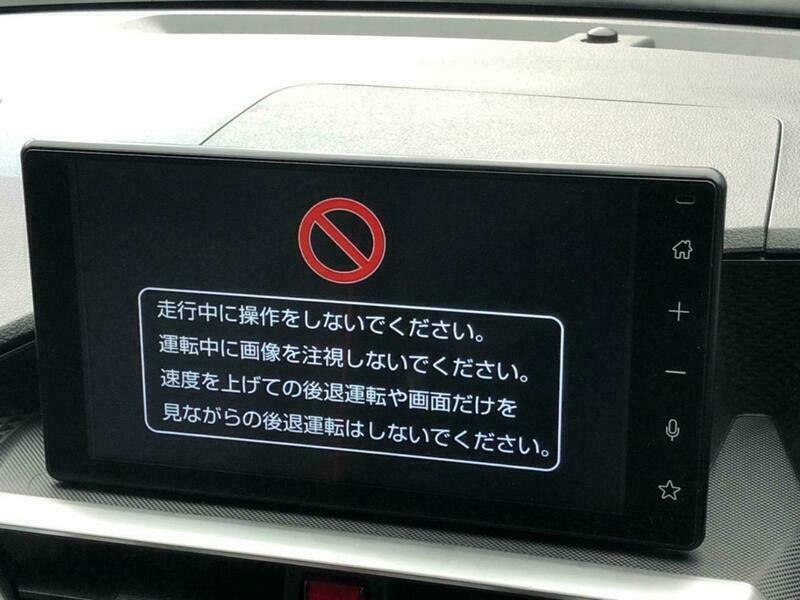 走行中に操作をしないでください。
運転中に画像を注視しないでください。
速度を上げての後退運転や画面だけを
見ながらの後退運転はしないでください。